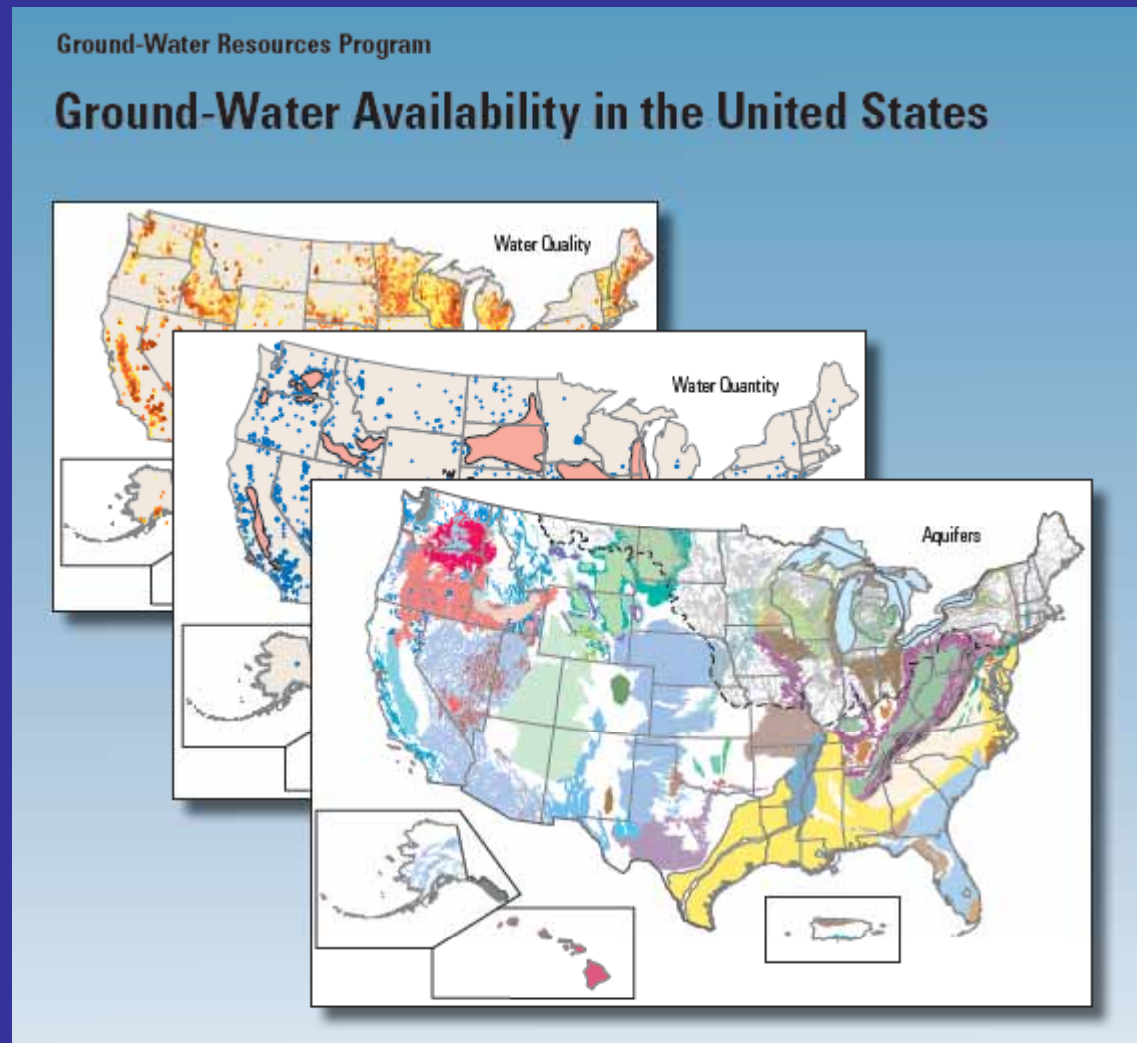 Ground-Water Resources Program
Ground-Water Availability in the United States
Water Quality
Water Quantity
Aquifers